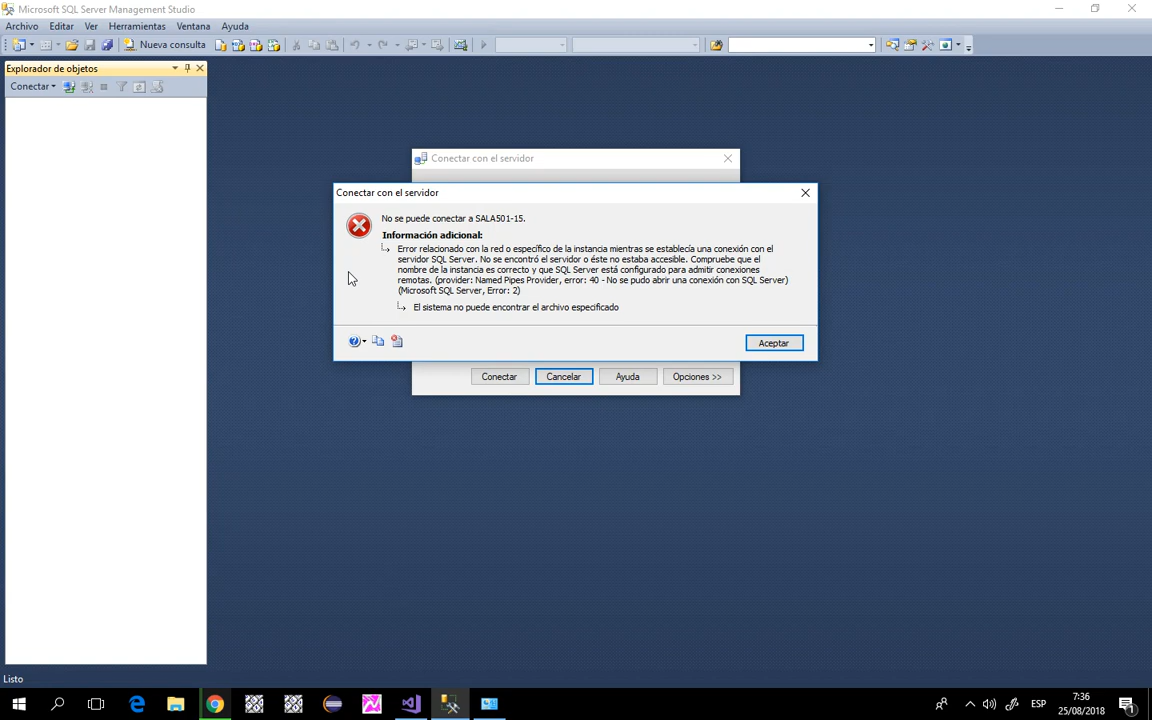 Microsoft SQL Server Management Studio
Archivo Editar Ver Herramientas Ventana Ayuda
Nueva consulta
Explorador de objetos
Conectar
Conectar con el servidor
Conectar con el servidor
No se puede conectar a SALA501-15.
Información adicional:
Error relacionado con la red o específico de la instancia mientras se establecía una conexión con el
servidor SQL Server. No se encontró el servidor o éste no estaba accesible. Compruebe que el
nombre de la instancia es correcto y que SQL Server está configurado para admitir conexiones
remotas. (provider: Named Pipes Provider, error: 40 - No se pudo abrir una conexión con SQL Server)
(Microsoft SQL Server, Error: 2)
El sistema no puede encontrar el archivo especificado
Aceptar
Conectar Cancelar Ayuda Opciones >>
Listo
ESP
7:36
25/08/2018
1